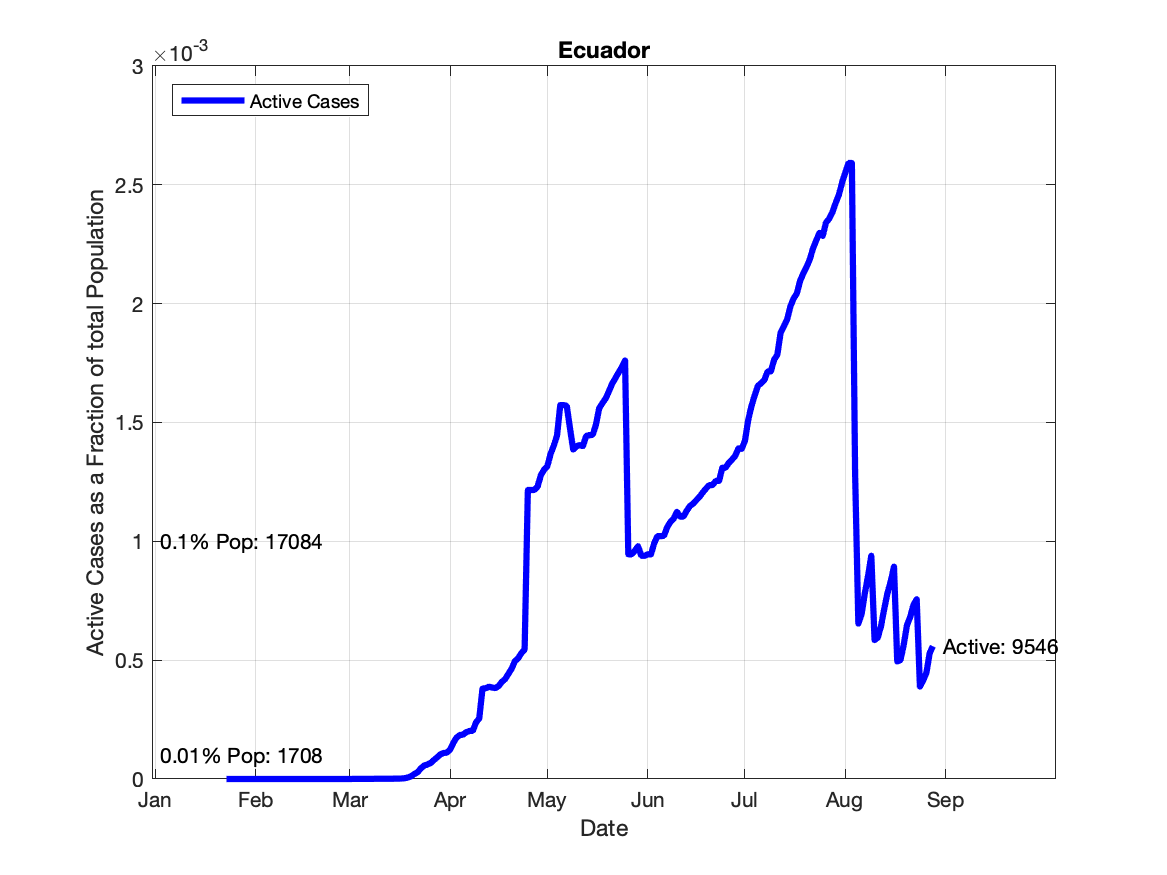 Ecuador
×10-3
3
2.5
2
1.5
1
0.5
0
Active Cases
Active Cases as a Fraction of total Population
0.1% Pop: 17084
0.01% Pop: 1708
Active: 9546
Jan Feb Mar Apr May Jun Jul Aug Sep
Date